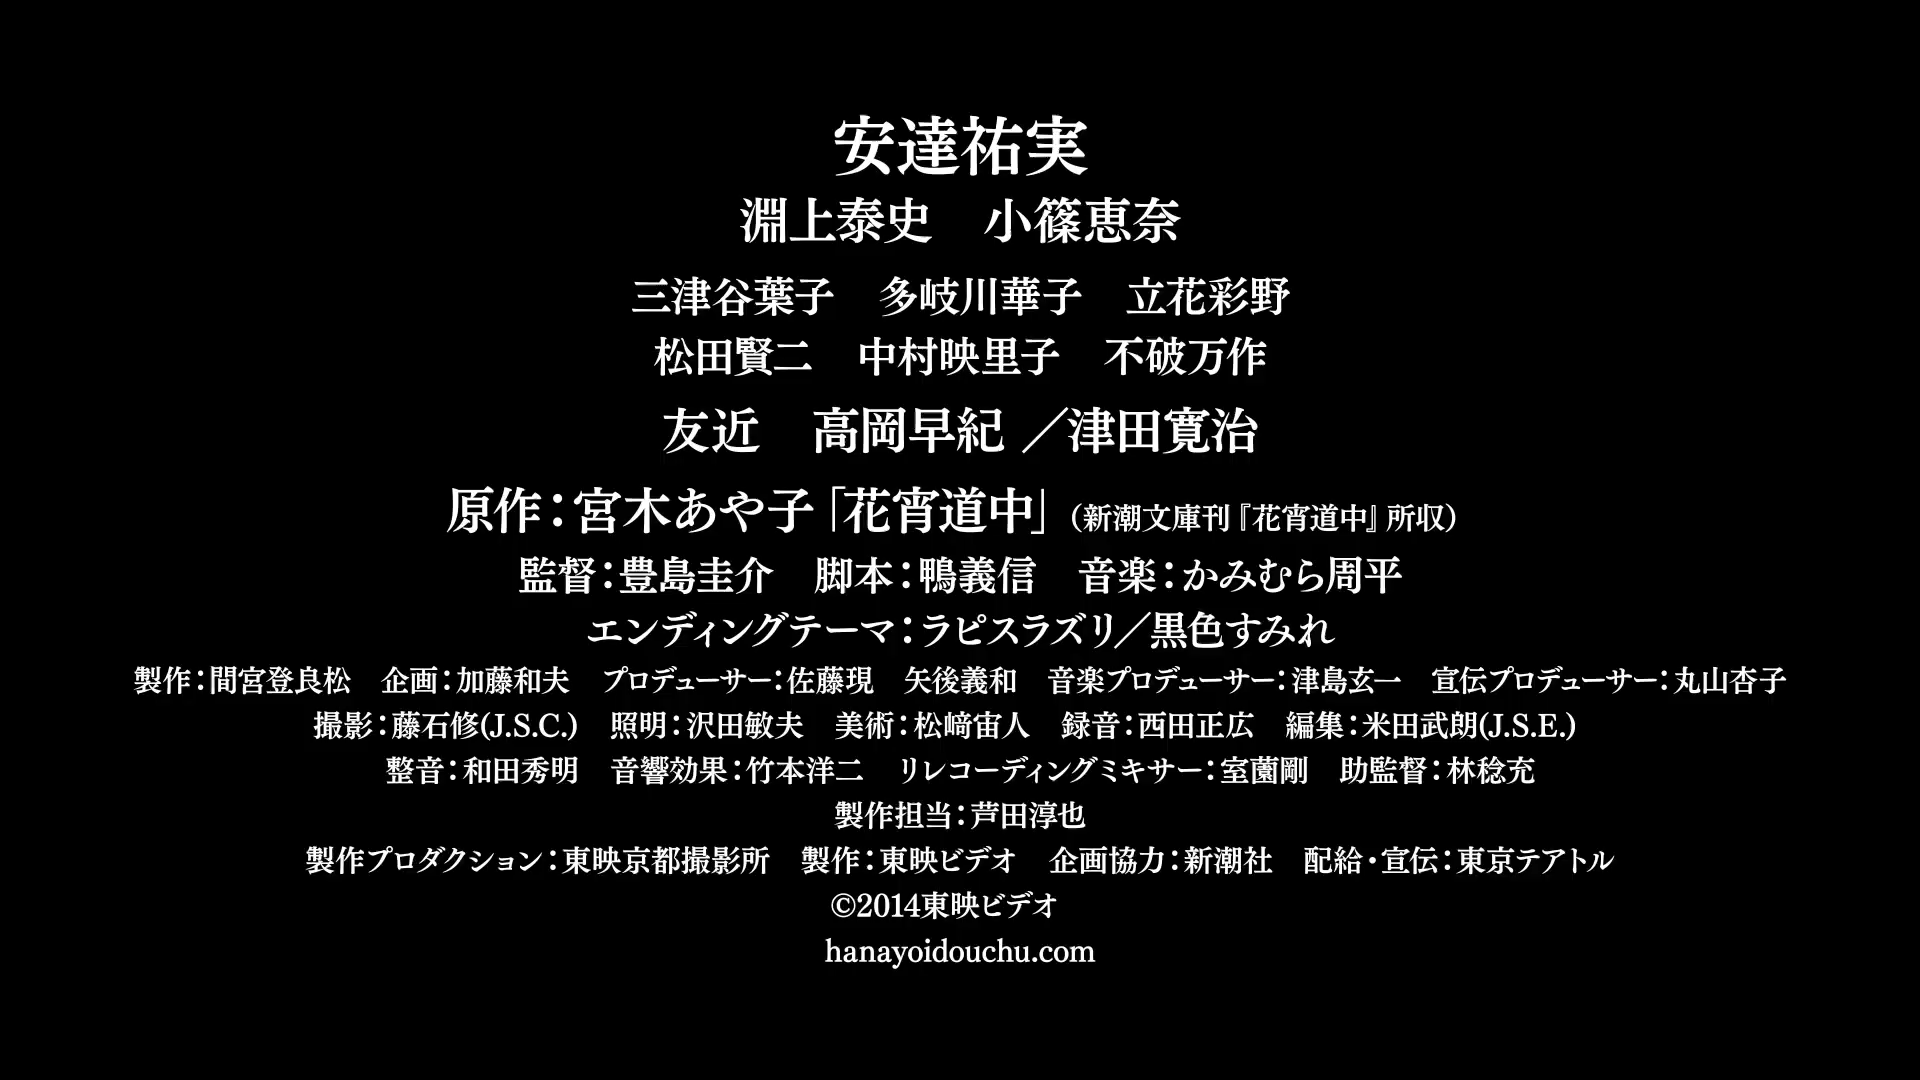 安達祐実
淵上泰史　小篠恵奈
三津谷葉子　多岐川華子　立花彩野
松田賢二　中村映里子　不破万作
友近　高岡早紀 ／津田寛治
原作：宮木あや子「花宵道中」（新潮文庫刊『花宵道中』所収）
監督：豊島圭介　脚本：鴨義信　音楽：かみむら周平
エンディングテーマ：ラピスラズリ／黒色すみれ
製作：間宮登良松　企画：加藤和夫　プロデューサー：佐藤現　矢後義和　音楽プロデューサー：津島玄一　宣伝プロデューサー：丸山杏子
撮影：藤石修(J.S.C.)　照明：沢田敏夫　美術：松﨑宙人　録音：西田正広　編集：米田武朗(J.S.E.)
整音：和田秀明　音響効果：竹本洋二　リレコーディングミキサー：室薗剛　助監督：林稔充
製作担当：芦田淳也
製作プロダクション：東映京都撮影所　製作：東映ビデオ　企画協力：新潮社　配給・宣伝：東京テアトル
©2014東映ビデオ
hanayoidouchu.com